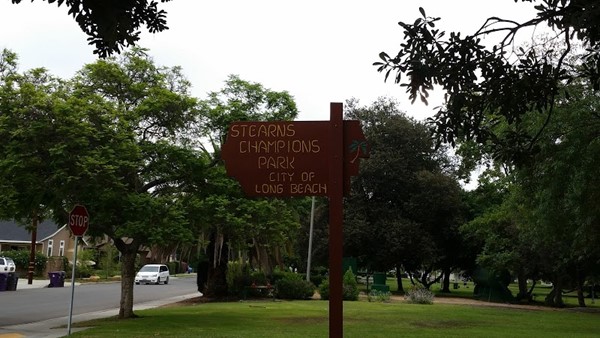 STEARNS
CHAMPIONS
PARK
CITY OF
LONG BEACH
STOP